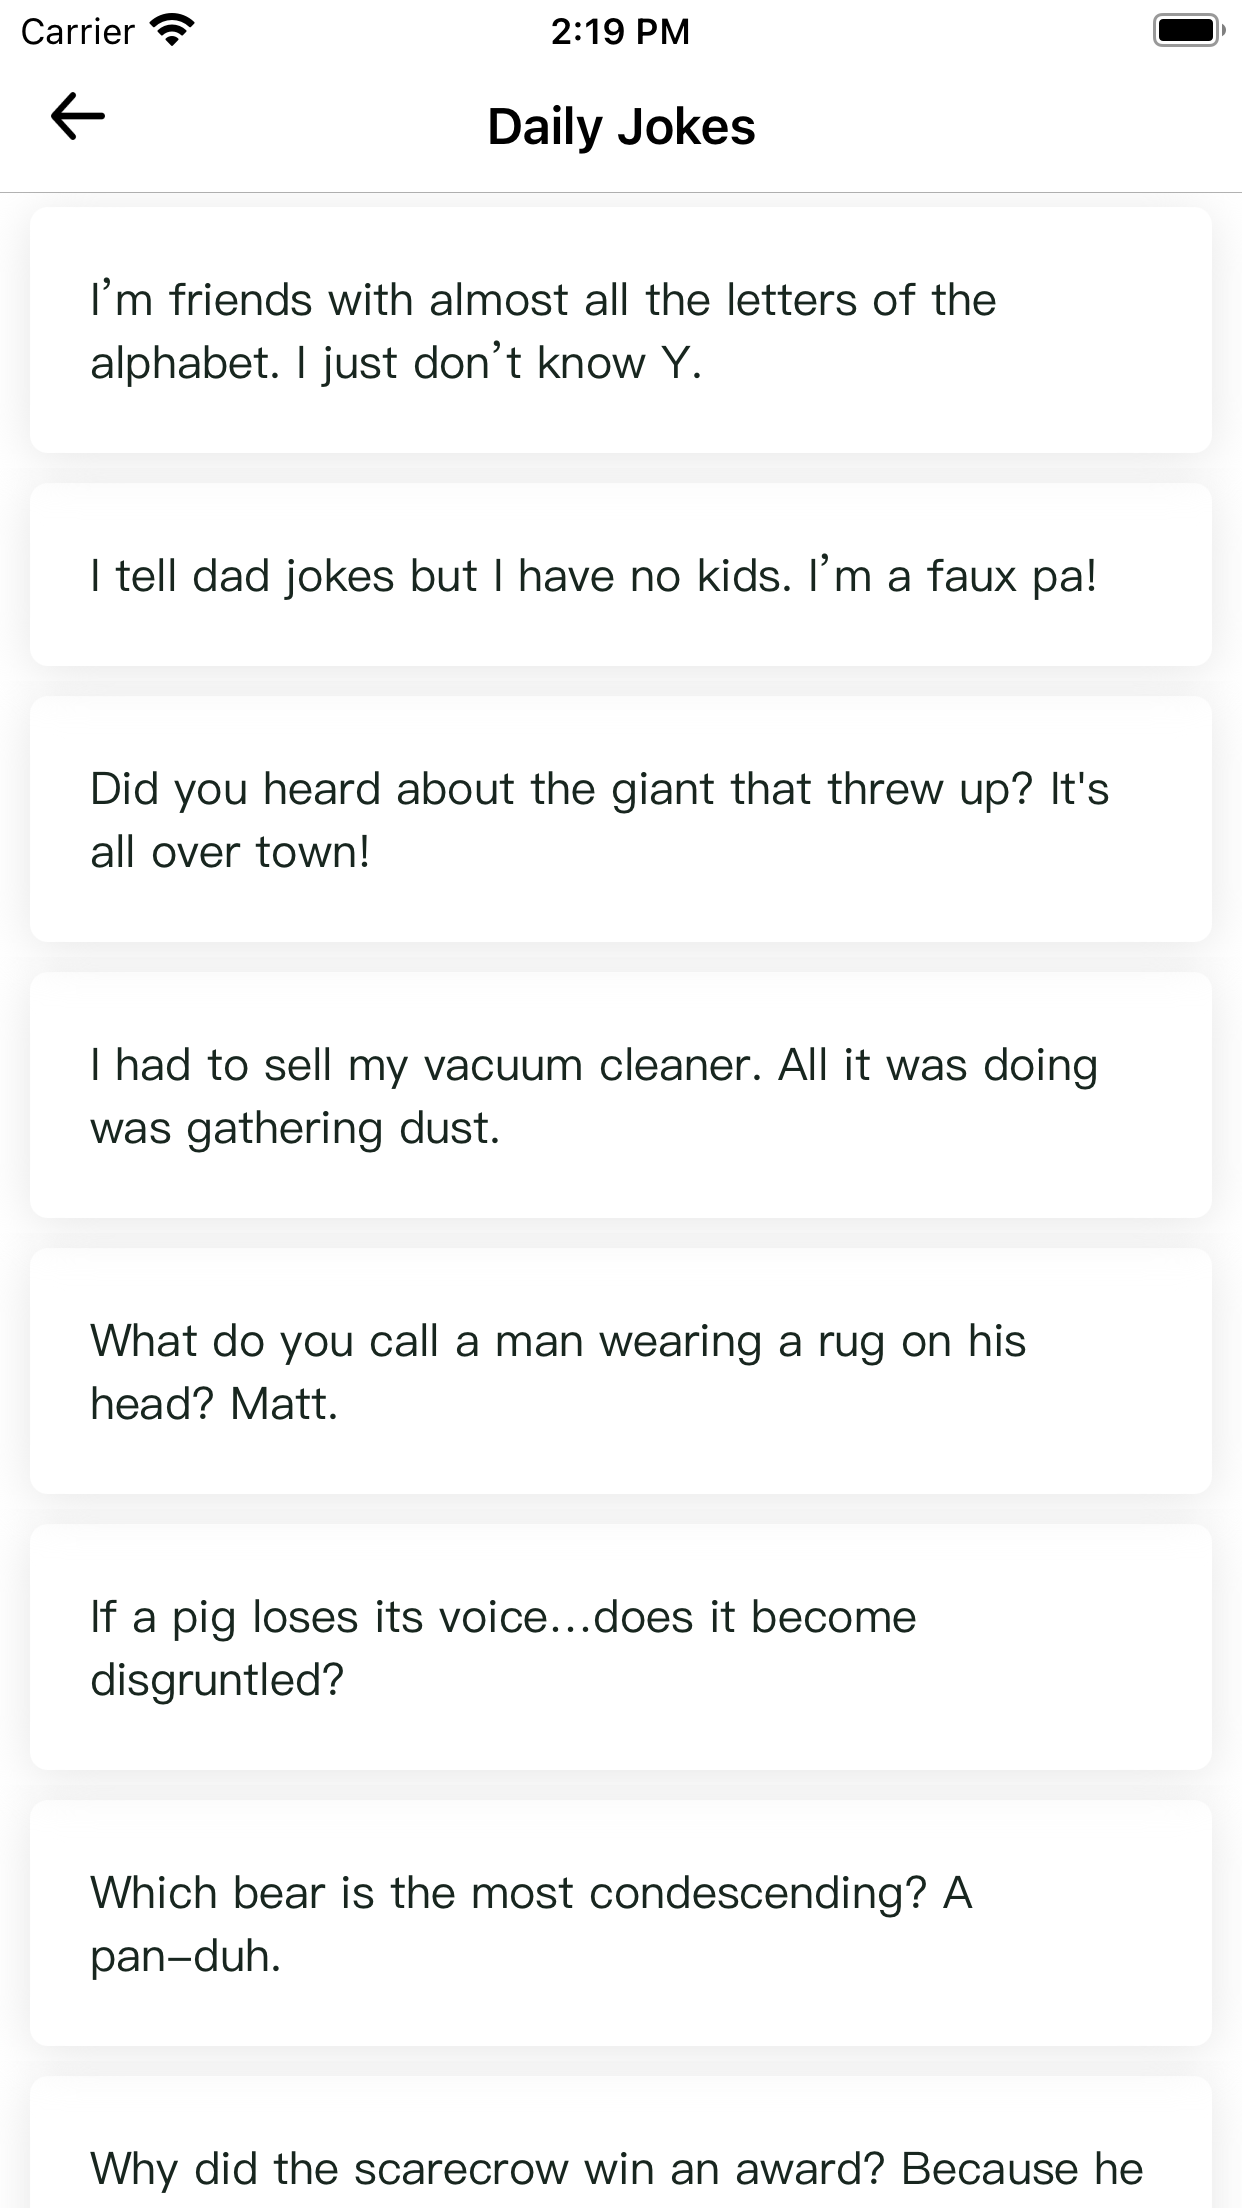 Carrier
2:19 PM
Daily Jokes
I’m friends with almost all the letters of the
alphabet. I just don’t know Y.
I tell dad jokes but I have no kids. I’m a faux pa!
Did you heard about the giant that threw up? It's
all over town!
I had to sell my vacuum cleaner. All it was doing
was gathering dust.
What do you call a man wearing a rug on his
head? Matt.
If a pig loses its voice…does it become
disgruntled?
Which bear is the most condescending? A
pan–duh.
Why did the scarecrow win an award? Because he